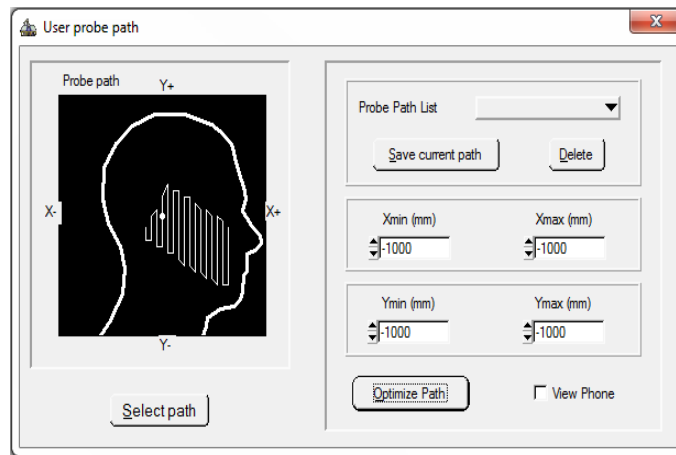 User probe path
Probe path
Y+
X-
X+
Y-
Select path
Probe Path List
Save current path
Delete
Xmin (mm)
Xmax (mm)
-1000
-1000
Ymin (mm)
Ymax (mm)
-1000
-1000
Optimize Path
View Phone